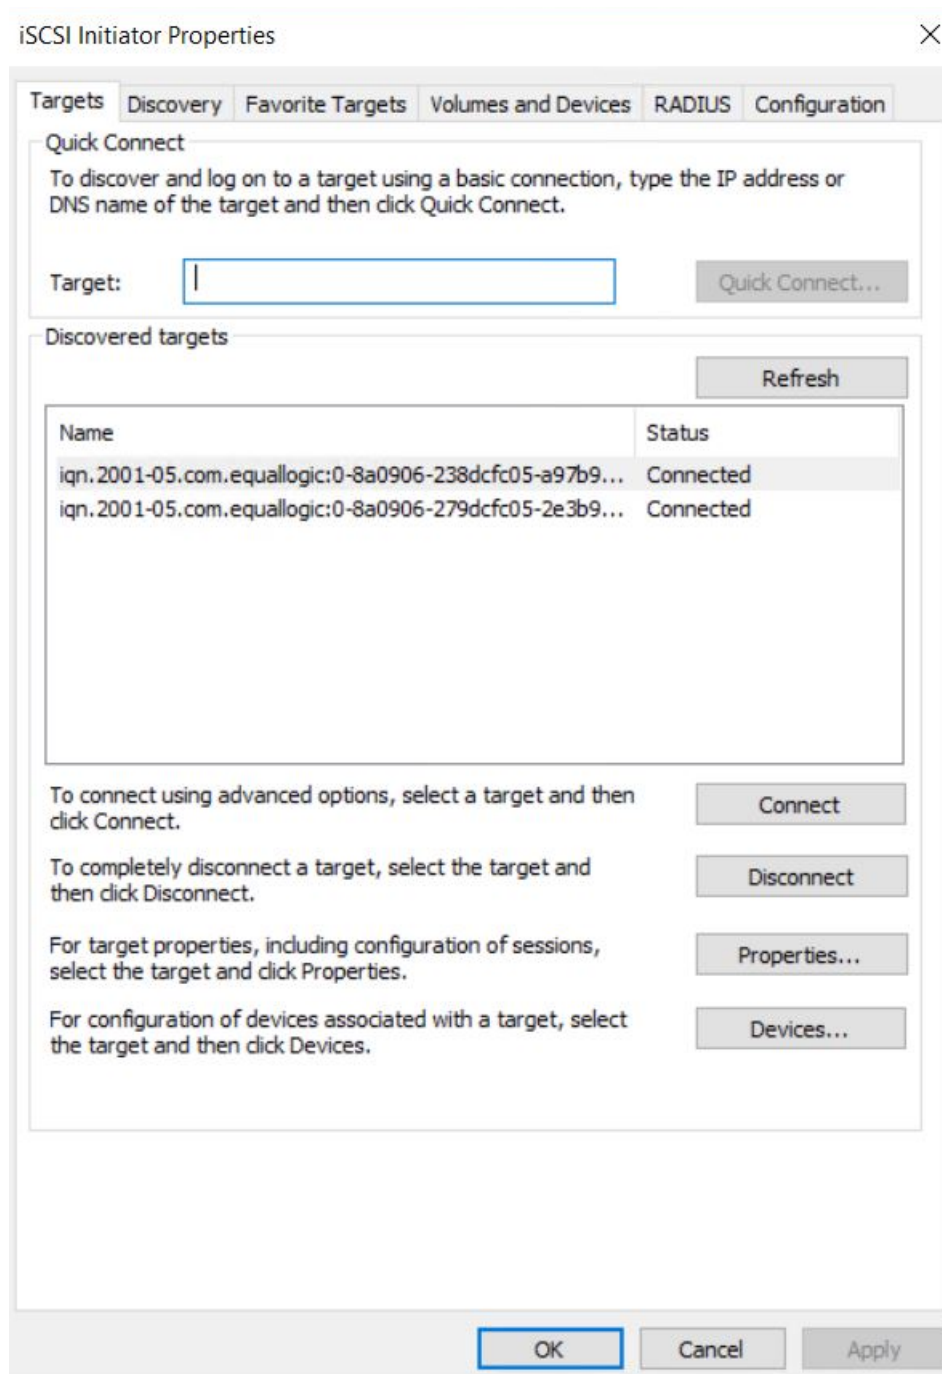 iSCSI Initiator Properties
Targets Discovery Favorite Targets Volumes and Devices RADIUS Configuration
Quick Connect
To discover and log on to a target using a basic connection, type the IP address or
DNS name of the target and then click Quick Connect.
Target: Quick Connect...
Discovered targets
Refresh
Name Status
iqn.2001-05.com.equallogic:0-8a0906-238dcfc05-a97b9... Connected
iqn.2001-05.com.equallogic:0-8a0906-279dcfc05-2e3b9... Connected
To connect using advanced options, select a target and then
click Connect.
Connect
To completely disconnect a target, select the target and
then click Disconnect.
Disconnect
For target properties, including configuration of sessions,
select the target and click Properties.
Properties...
For configuration of devices associated with a target, select
the target and then click Devices.
Devices...
OK Cancel Apply